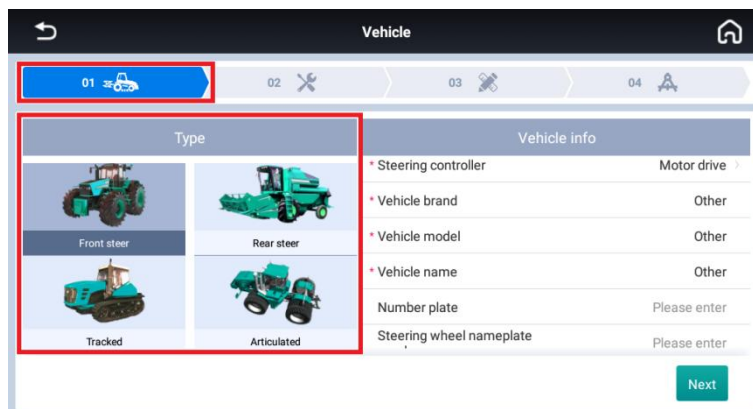 Vehicle
01
02
03
04
Type
Vehicle info
Front steer
Rear steer
Tracked
Articulated
* Steering controller Motor drive
* Vehicle brand Other
* Vehicle model Other
* Vehicle name Other
Number plate Please enter
Steering wheel nameplate Please enter
Next